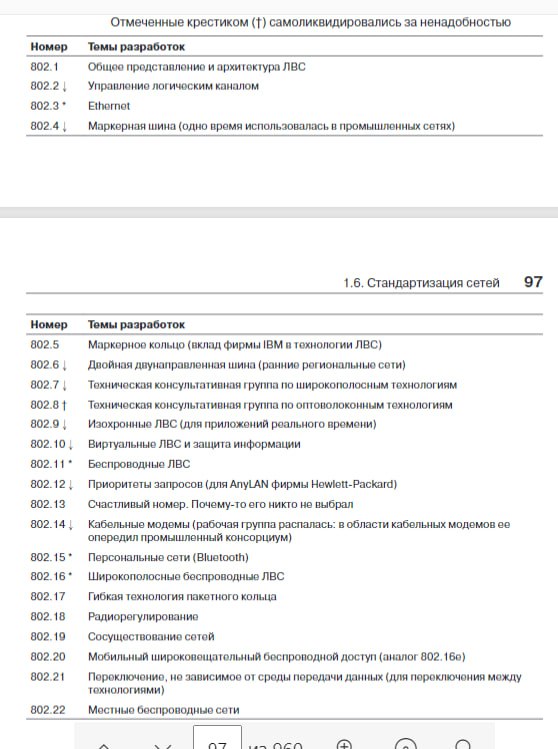 Отмеченные крестиком (†) самоликвидировались за ненадобностью
Номер Темы разработок
802.1 Общее представление и архитектура ЛВС
802.2 ↓ Управление логическим каналом
802.3 * Ethernet
802.4 ↓ Маркерная шина (одно время использовалась в промышленных сетях)
1.6. Стандартизация сетей 97
Номер Темы разработок
802.5 Маркерное кольцо (вклад фирмы IBM в технологии ЛВС)
802.6 ↓ Двойная двунаправленная шина (ранние региональные сети)
802.7 ↓ Техническая консультативная группа по широкополосным технологиям
802.8 † Техническая консультативная группа по оптоволоконным технологиям
802.9 ↓ Изохронные ЛВС (для приложений реального времени)
802.10 ↓ Виртуальные ЛВС и защита информации
802.11 * Беспроводные ЛВС
802.12 ↓ Приоритеты запросов (для AnyLAN фирмы Hewlett-Packard)
802.13 Счастливый номер. Почему-то его никто не выбрал
802.14 ↓ Кабельные модемы (рабочая группа распалась: в области кабельных модемов ее
опередил промышленный консорциум)
802.15 * Персональные сети (Bluetooth)
802.16 * Широкополосные беспроводные ЛВС
802.17 Гибкая технология пакетного кольца
802.18 Радиорегулирование
802.19 Сосуществование сетей
802.20 Мобильный широковещательный беспроводной доступ (аналог 802.16e)
802.21 Переключение, не зависимое от среды передачи данных (для переключения между
технологиями)
802.22 Местные беспроводные сети
97 из 960